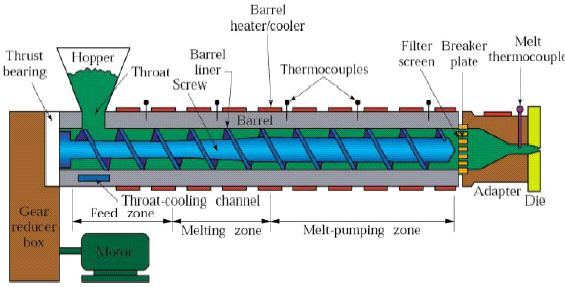 Barrel
heater/cooler
Thrust
bearing
Hopper
Throat
Barrel
liner
Screw
Thermocouples
Filter
screen
Breaker
plate
Melt
thermocouple
Barrel
Throat-cooling channel
Feed zone
Melting zone
Melt-pumping zone
Adapter
Die
Gear
reducer
box
Motor